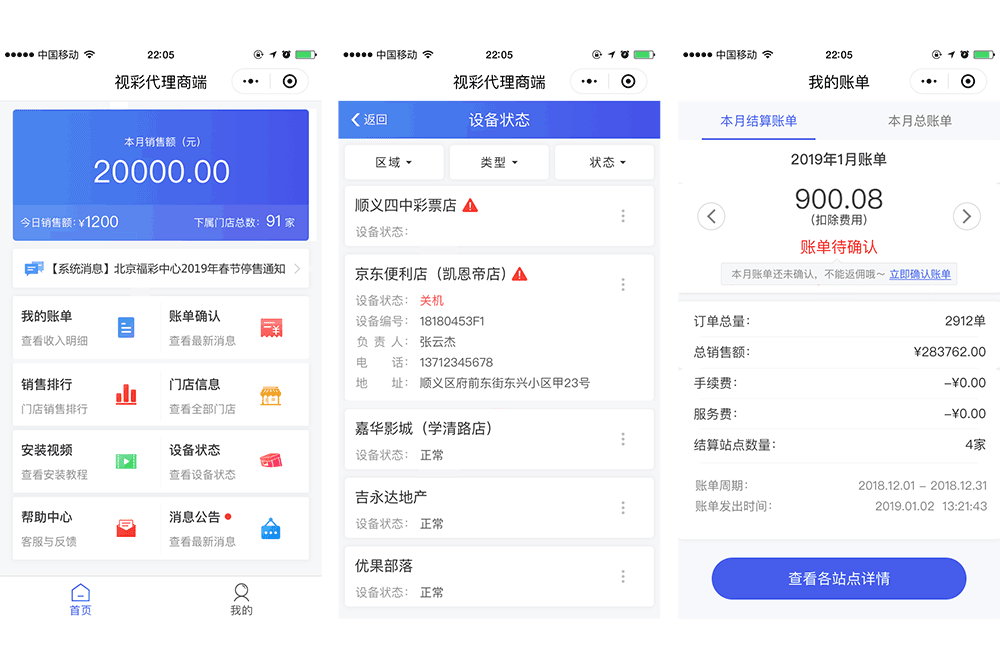 中国移动 22:05
视彩代理商端
本月销售额（元）
20000.00
今日销售额：¥1200 下属门店总数：91 家
【系统消息】北京福彩中心2019年春节停售通知
我的账单
查看收入明细
账单确认
查看最新消息
销售排行
门店销售排行
门店信息
查看全部门店
安装视频
查看安装教程
设备状态
查看设备状态
帮助中心
客服与反馈
消息公告
查看最新消息
首页
我的
中国移动 22:05
视彩代理商端
返回 设备状态
区域 类型 状态
顺义四中彩票店
设备状态：
京东便利店（凯恩帝店）
设备状态： 关机
设备编号： 18180453F1
负 责 人： 张云杰
电 话： 13712345678
地 址： 顺义区府前东街东兴小区甲23号
嘉华影城（学清路店）
设备状态： 正常
吉永达地产
设备状态： 正常
优果部落
设备状态： 正常
中国移动 22:05
我的账单
本月结算账单 本月总账单
2019年1月账单
900.08
(扣除费用)
账单待确认
本月账单还未确认，不能返佣哦～ 立即确认账单
订单总量： 2912单
总销售额： ¥283762.00
手续费： –¥0.00
服务费： –¥0.00
结算站点数量： 4家
账单周期： 2018.12.01 – 2018.12.31
账单发出时间： 2019.01.02 13:21:43
查看各站点详情